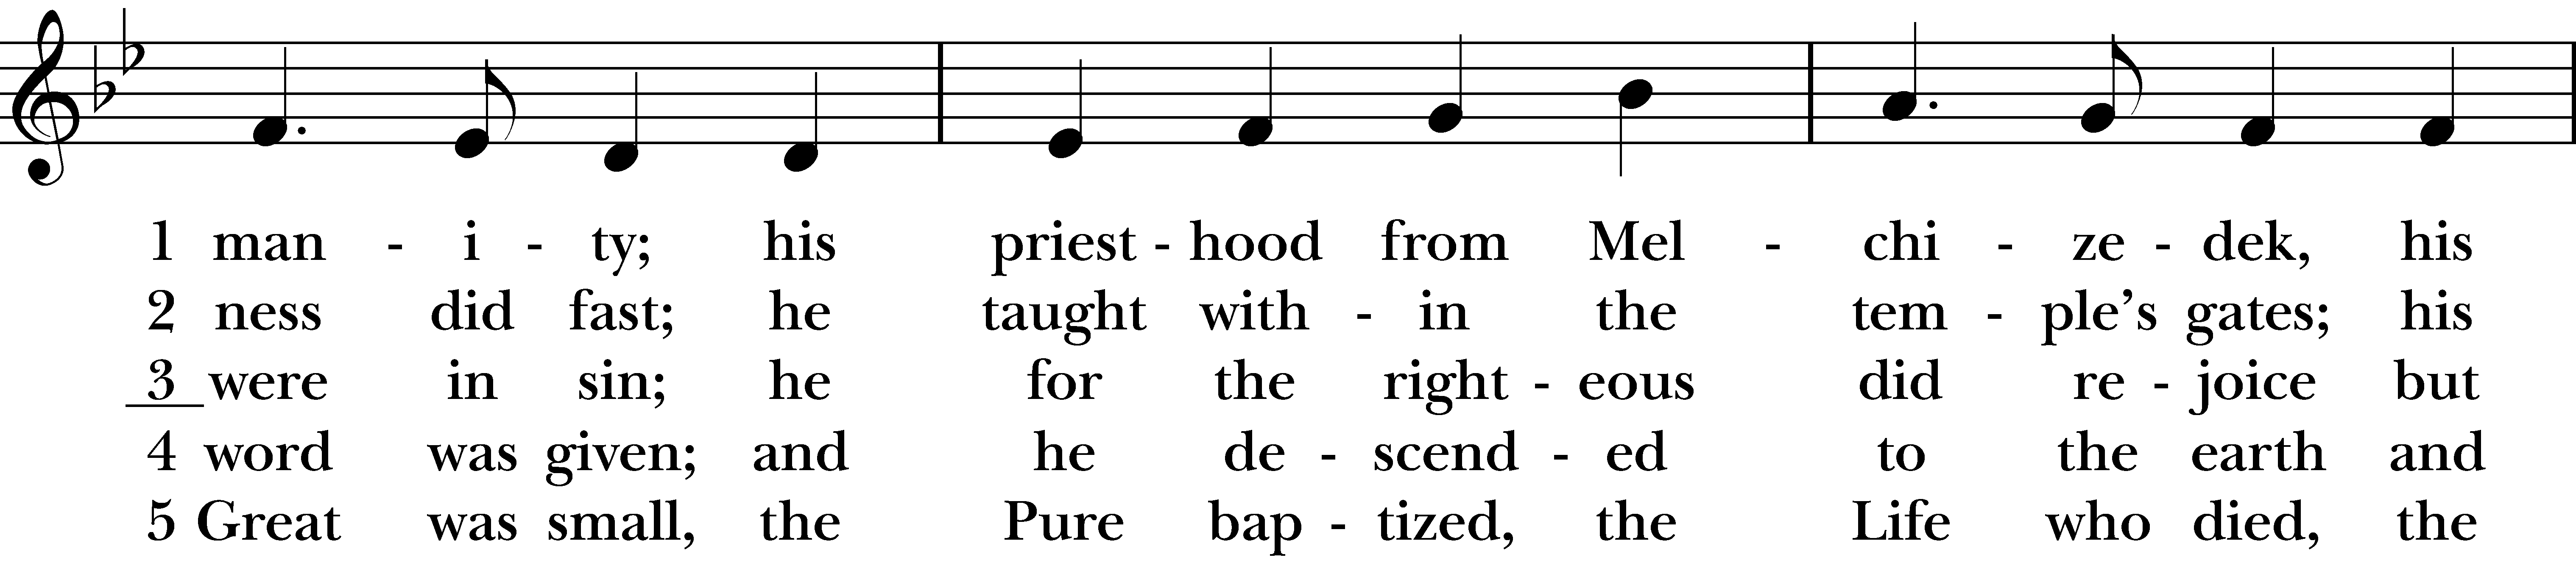 1 man - i - ty; his priest - hood from Mel - chi - ze - dek, his
2 ness did fast; he taught with - in the tem - ple’s gates; his
3 were in sin; he for the right - eous did re - joice but
4 word was given; and he de - scend - ed to the earth and
5 Great was small, the Pure bap - tized, the Life who died, the